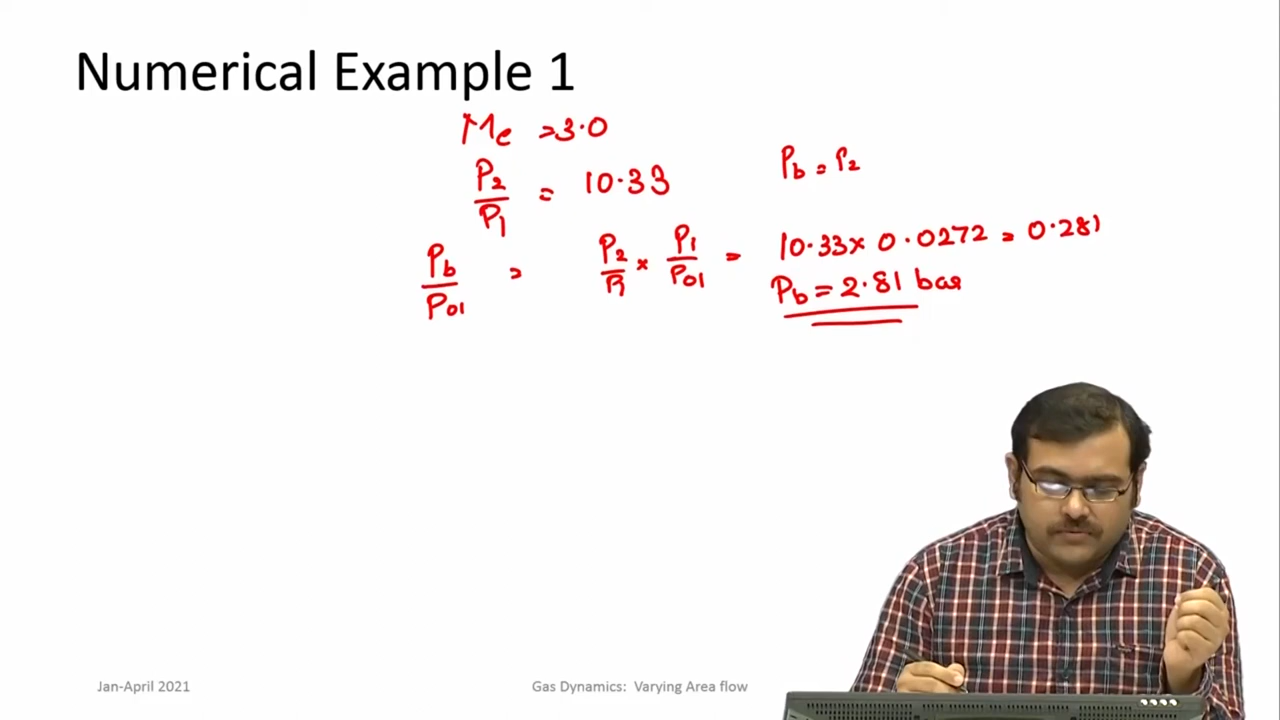 Numerical Example 1
Me = 3.0
P2/P1 = 10.33
Pb = P2
Pb/P01 = P2/P1 × P1/P01 = 10.33 × 0.0272 = 0.281
Pb = 2.81 bar
Jan-April 2021
Gas Dynamics: Varying Area flow